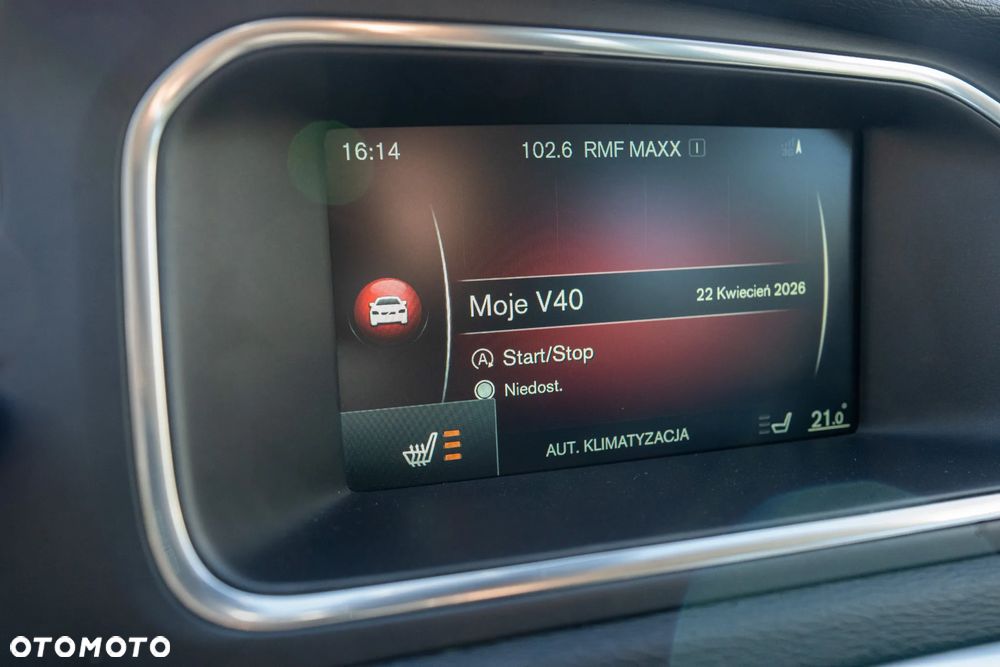 16:14 102.6 RMF MAXX I
Moje V40 22 Kwiecień 2026
A Start/Stop
Niedost.
AUT. KLIMATYZACJA 21.0°
OTOMOTO